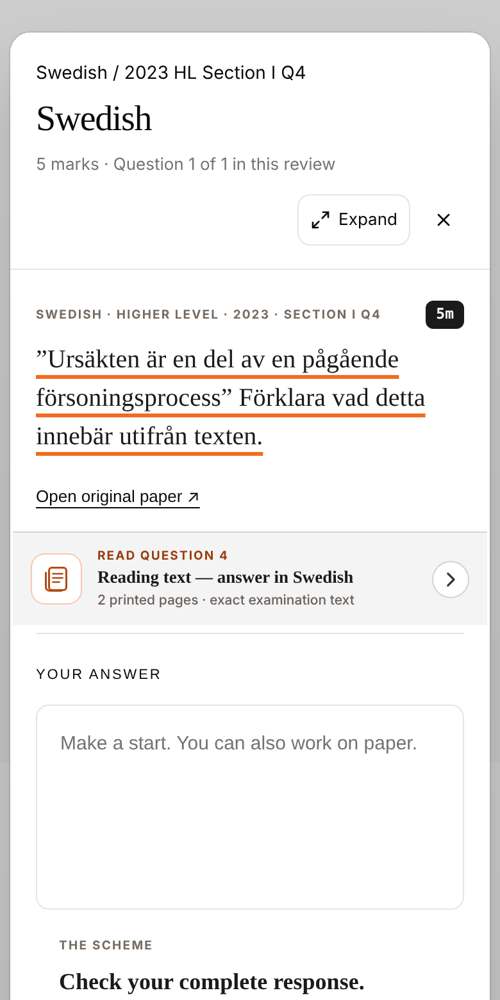 Swedish / 2023 HL Section I Q4
Swedish
5 marks · Question 1 of 1 in this review
Expand
SWEDISH · HIGHER LEVEL · 2023 · SECTION I Q4
5m
”Ursäkten är en del av en pågående
försoningsprocess” Förklara vad detta
innebär utifrån texten.
Open original paper ↗
READ QUESTION 4
Reading text — answer in Swedish
2 printed pages · exact examination text
YOUR ANSWER
Make a start. You can also work on paper.
THE SCHEME
Check your complete response.